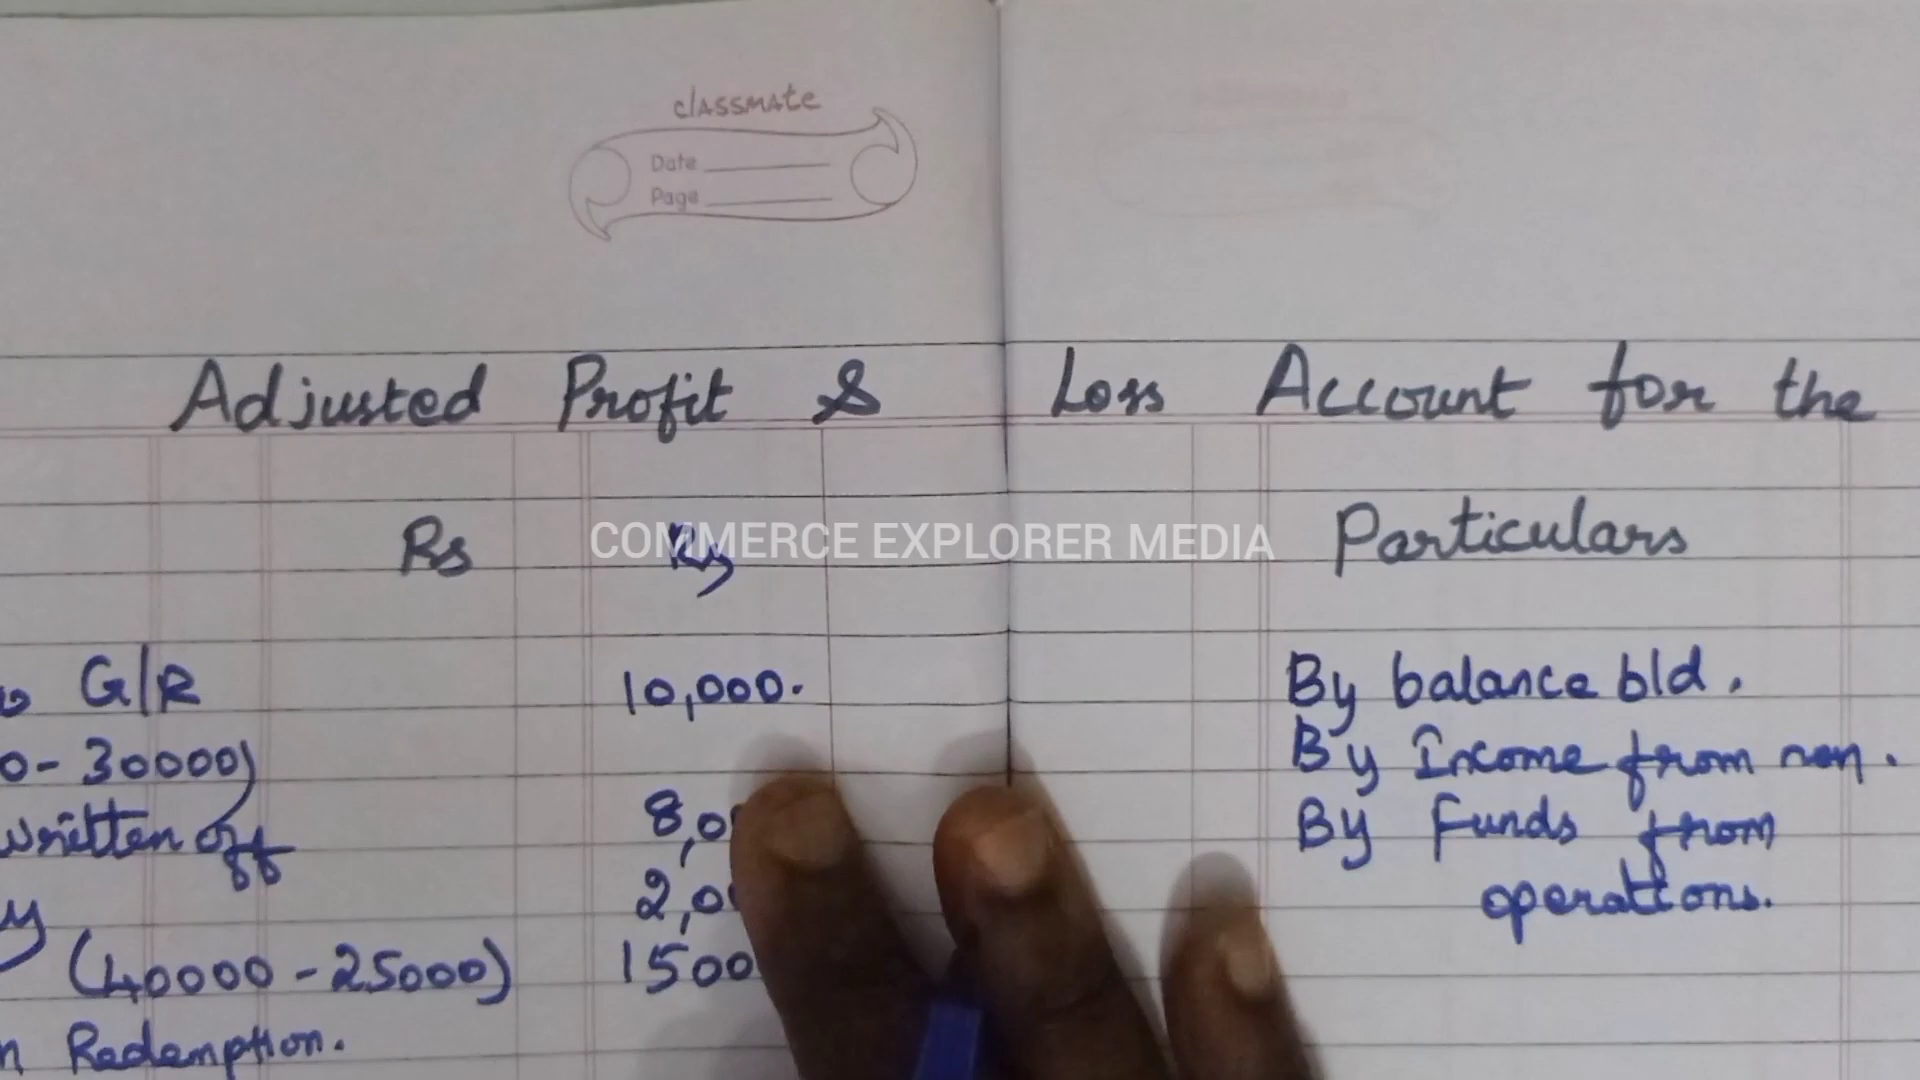 classmate
Date
Page
Adjusted Profit & Loss Account for the
Rs Rs Particulars
COMMERCE EXPLORER MEDIA
G/R 10,000. By balance b/d.
0-30000) By Income from non.
written off 8,0 By Funds from
2,0 operations.
(40000-25000) 1500
Redemption.